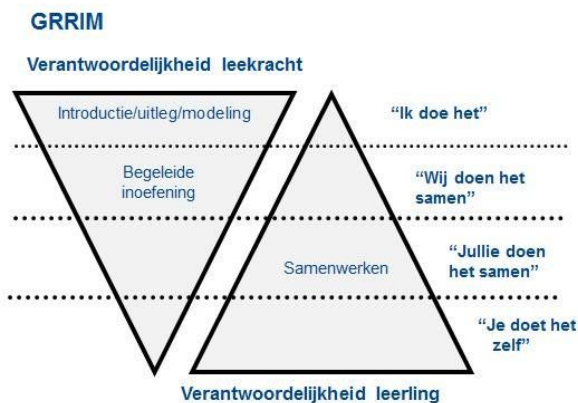 GRRIM
Verantwoordelijkheid leekracht
Introductie/uitleg/modeling
“Ik doe het”
Begeleide
inoefening
“Wij doen het
samen”
Samenwerken
“Jullie doen
het samen”
“Je doet het
zelf”
Verantwoordelijkheid leerling